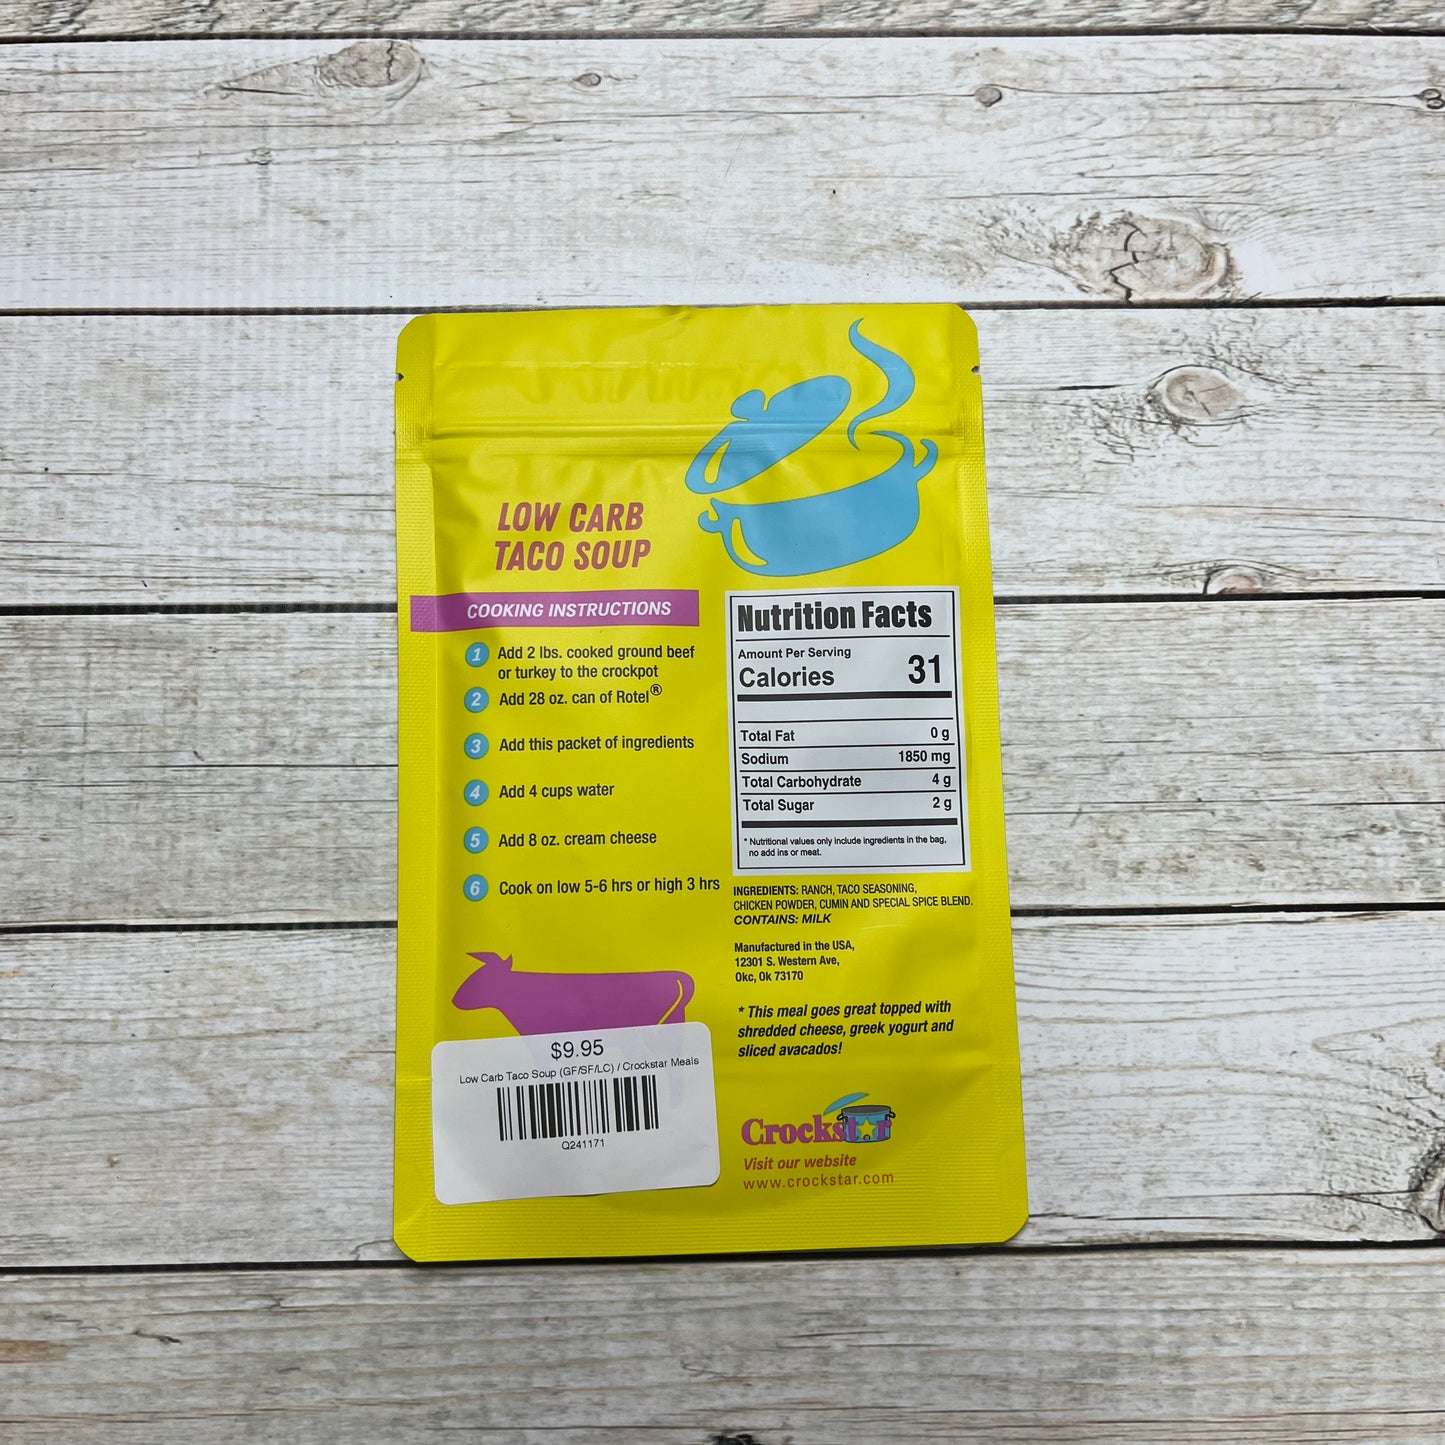 LOW CARB
TACO SOUP
COOKING INSTRUCTIONS
1 Add 2 lbs. cooked ground beef
or turkey to the crockpot
2 Add 28 oz. can of Rotel®
3 Add this packet of ingredients
4 Add 4 cups water
5 Add 8 oz. cream cheese
6 Cook on low 5-6 hrs or high 3 hrs
Nutrition Facts
Amount Per Serving
Calories 31
Total Fat 0 g
Sodium 1850 mg
Total Carbohydrate 4 g
Total Sugar 2 g
* Nutritional values only include ingredients in the bag,
no add ins or meat.
INGREDIENTS: RANCH, TACO SEASONING,
CHICKEN POWDER, CUMIN AND SPECIAL SPICE BLEND.
CONTAINS: MILK
Manufactured in the USA,
12301 S. Western Ave,
Okc, Ok 73170
* This meal goes great topped with
shredded cheese, greek yogurt and
sliced avacados!
$9.95
Low Carb Taco Soup (GF/SF/LC) / Crockstar Meals
Q241171
Crockstar
Visit our website
www.crockstar.com